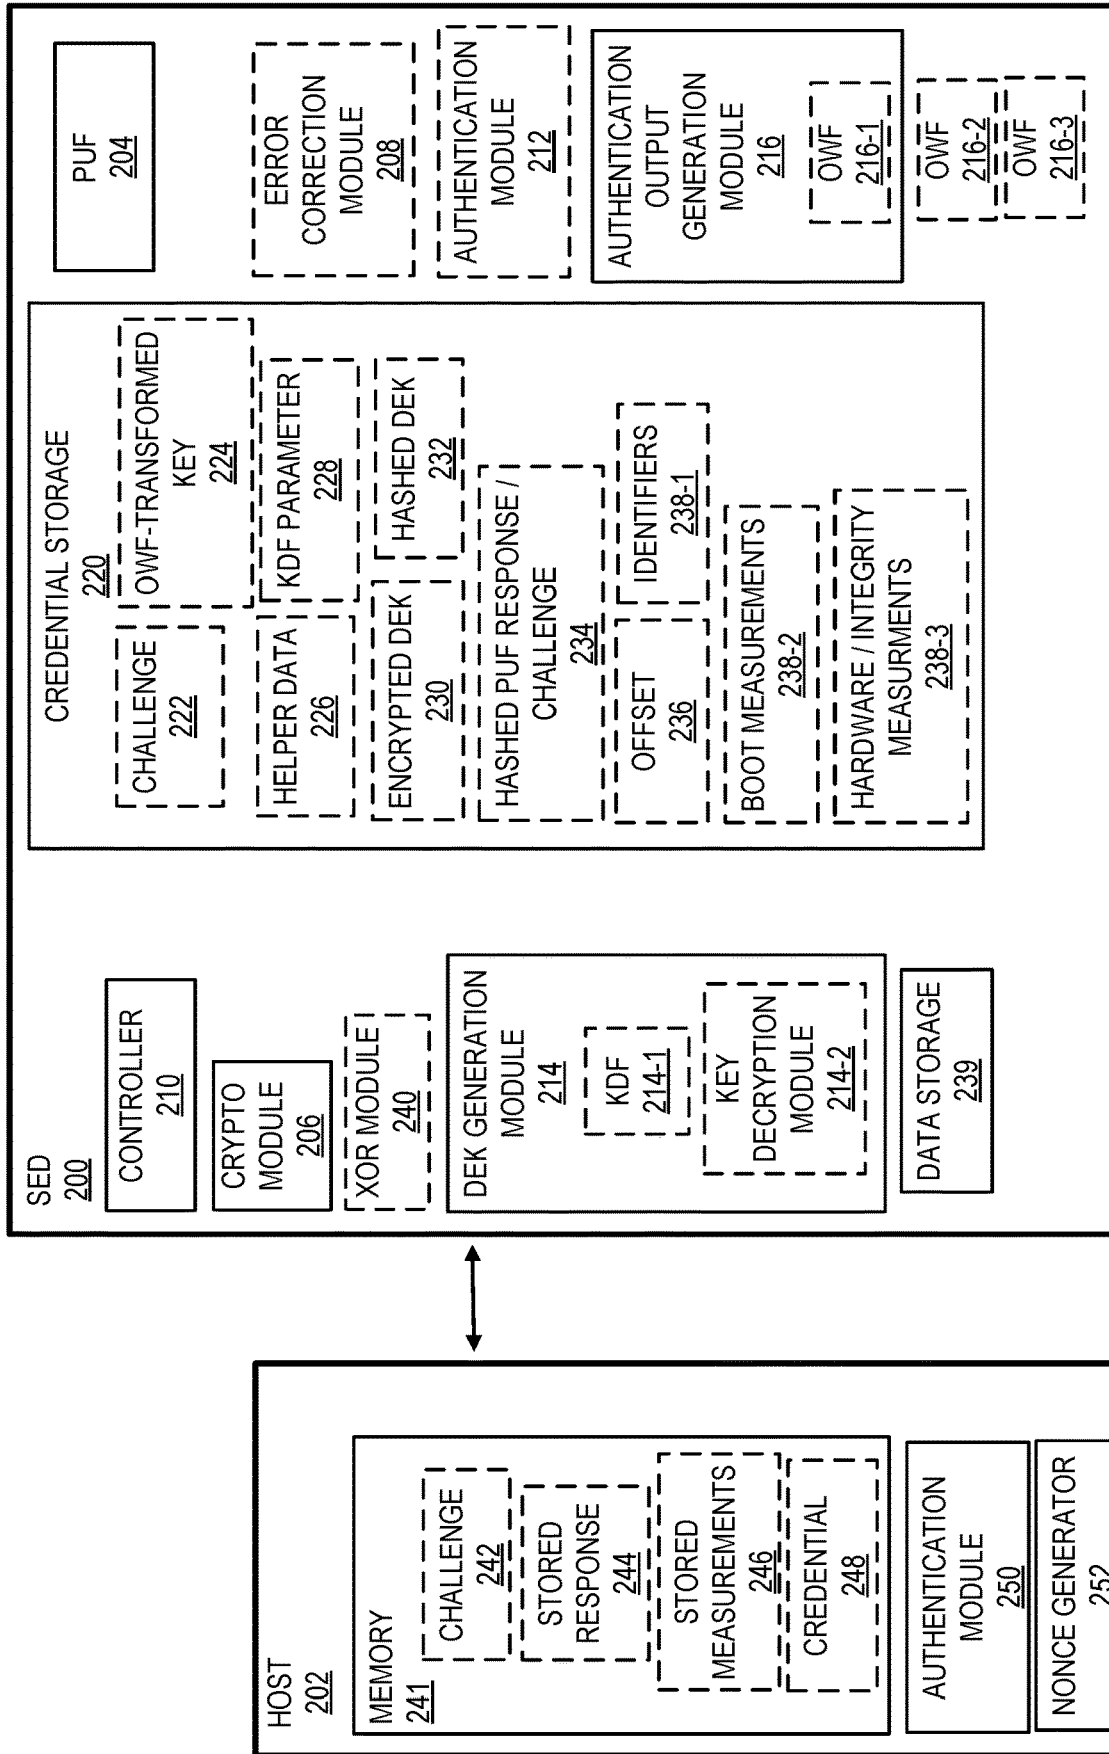 HOST
202
MEMORY
241
CHALLENGE
242
STORED
RESPONSE
244
STORED
MEASUREMENTS
246
CREDENTIAL
248
AUTHENTICATION
MODULE
250
NONCE GENERATOR
252
SED
200
CONTROLLER
210
CRYPTO
MODULE
206
XOR MODULE
240
DEK GENERATION
MODULE
214
KDF
214-1
KEY
DECRYPTION
MODULE
214-2
DATA STORAGE
239
CREDENTIAL STORAGE
220
CHALLENGE
222
OWF-TRANSFORMED
KEY
224
HELPER DATA
226
KDF PARAMETER
228
ENCRYPTED DEK
230
HASHED DEK
232
HASHED PUF RESPONSE /
CHALLENGE
234
OFFSET
236
IDENTIFIERS
238-1
BOOT MEASUREMENTS
238-2
HARDWARE / INTEGRITY
MEASURMENTS
238-3
PUF
204
ERROR
CORRECTION
MODULE
208
AUTHENTICATION
MODULE
212
AUTHENTICATION
OUTPUT
GENERATION
MODULE
216
OWF
216-1
OWF
216-2
OWF
216-3